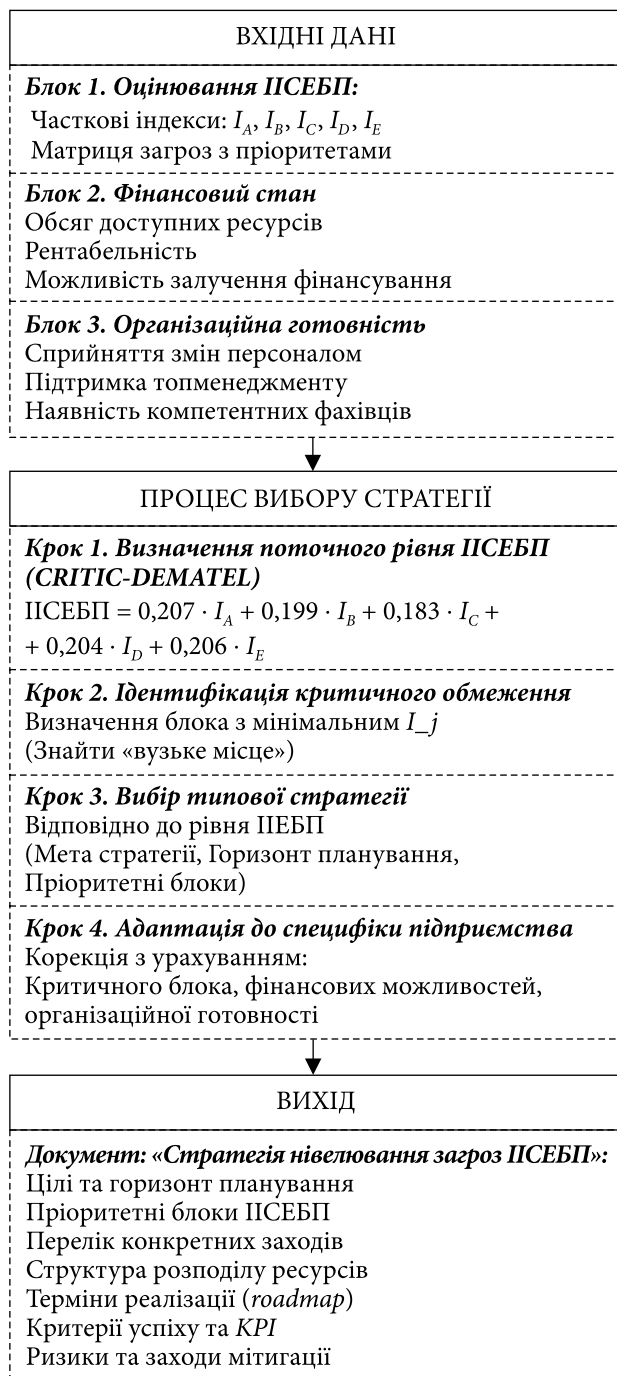 ВХІДНІ ДАНІ
Блок 1. Оцінювання ІІСЕБП:
Часткові індекси: I_A, I_B, I_C, I_D, I_E
Матриця загроз з пріоритетами
Блок 2. Фінансовий стан
Обсяг доступних ресурсів
Рентабельність
Можливість залучення фінансування
Блок 3. Організаційна готовність
Сприйняття змін персоналом
Підтримка топменеджменту
Наявність компетентних фахівців
ПРОЦЕС ВИБОРУ СТРАТЕГІЇ
Крок 1. Визначення поточного рівня ІІСЕБП
(CRITIC-DEMATEL)
ІІСЕБП = 0,207 · I_A + 0,199 · I_B + 0,183 · I_C +
+ 0,204 · I_D + 0,206 · I_E
Крок 2. Ідентифікація критичного обмеження
Визначення блока з мінімальним I_j
(Знайти «вузьке місце»)
Крок 3. Вибір типової стратегії
Відповідно до рівня ІІЕБП
(Мета стратегії, Горизонт планування,
Пріоритетні блоки)
Крок 4. Адаптація до специфіки підприємства
Корекція з урахуванням:
Критичного блока, фінансових можливостей,
організаційної готовності
ВИХІД
Документ: «Стратегія нівелювання загроз ІІСЕБП»:
Цілі та горизонт планування
Пріоритетні блоки ІІСЕБП
Перелік конкретних заходів
Структура розподілу ресурсів
Терміни реалізації (roadmap)
Критерії успіху та KPI
Ризики та заходи мітигації